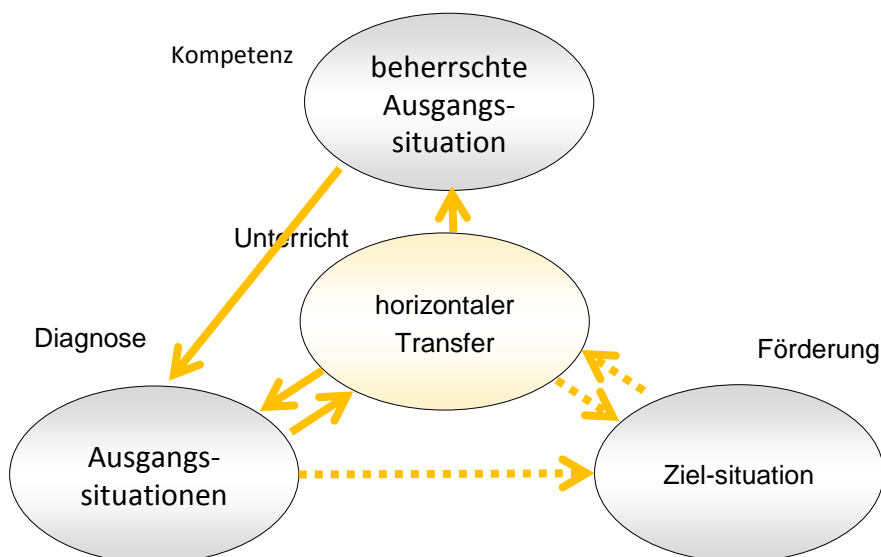 Kompetenz
beherrschte
Ausgangs-
situation
Unterricht
horizontaler
Transfer
Diagnose
Förderung
Ausgangs-
situationen
Ziel-situation